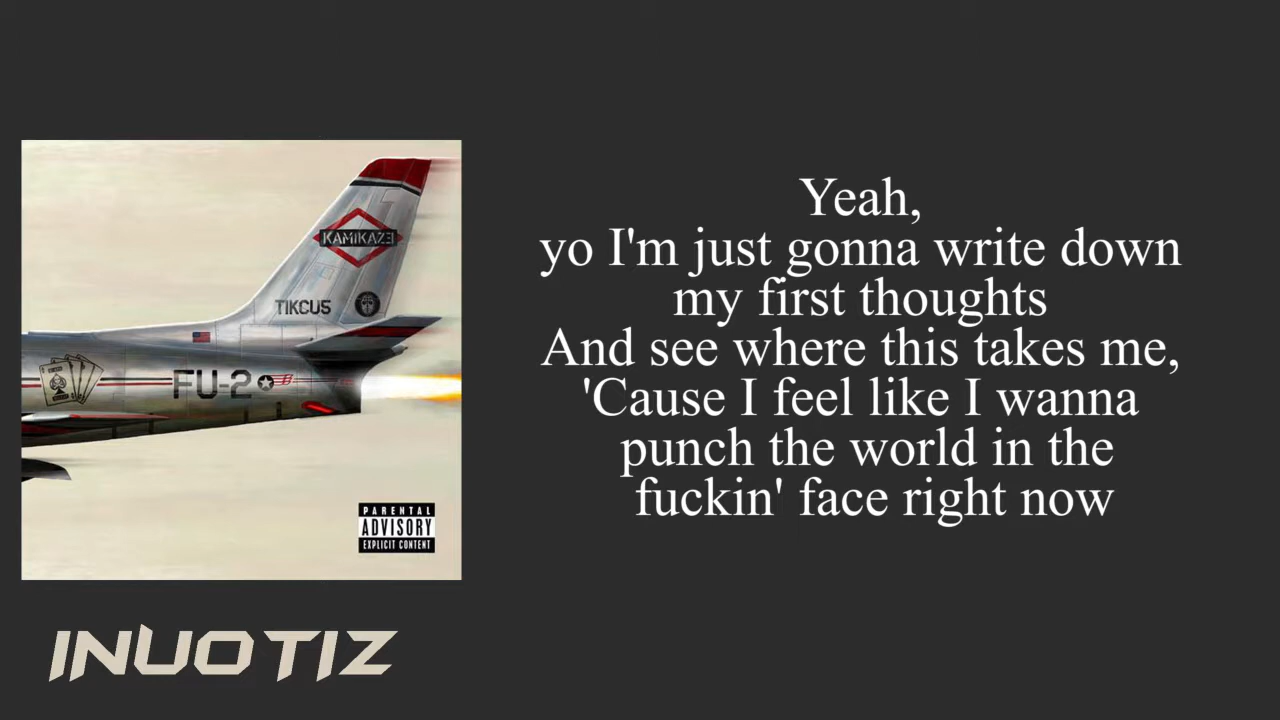 KAMIKAZE
TIKCUS
FU-2
PARENTAL
ADVISORY
EXPLICIT CONTENT
INUOTIZ
Yeah,
yo I'm just gonna write down
my first thoughts
And see where this takes me,
'Cause I feel like I wanna
punch the world in the
fuckin' face right now